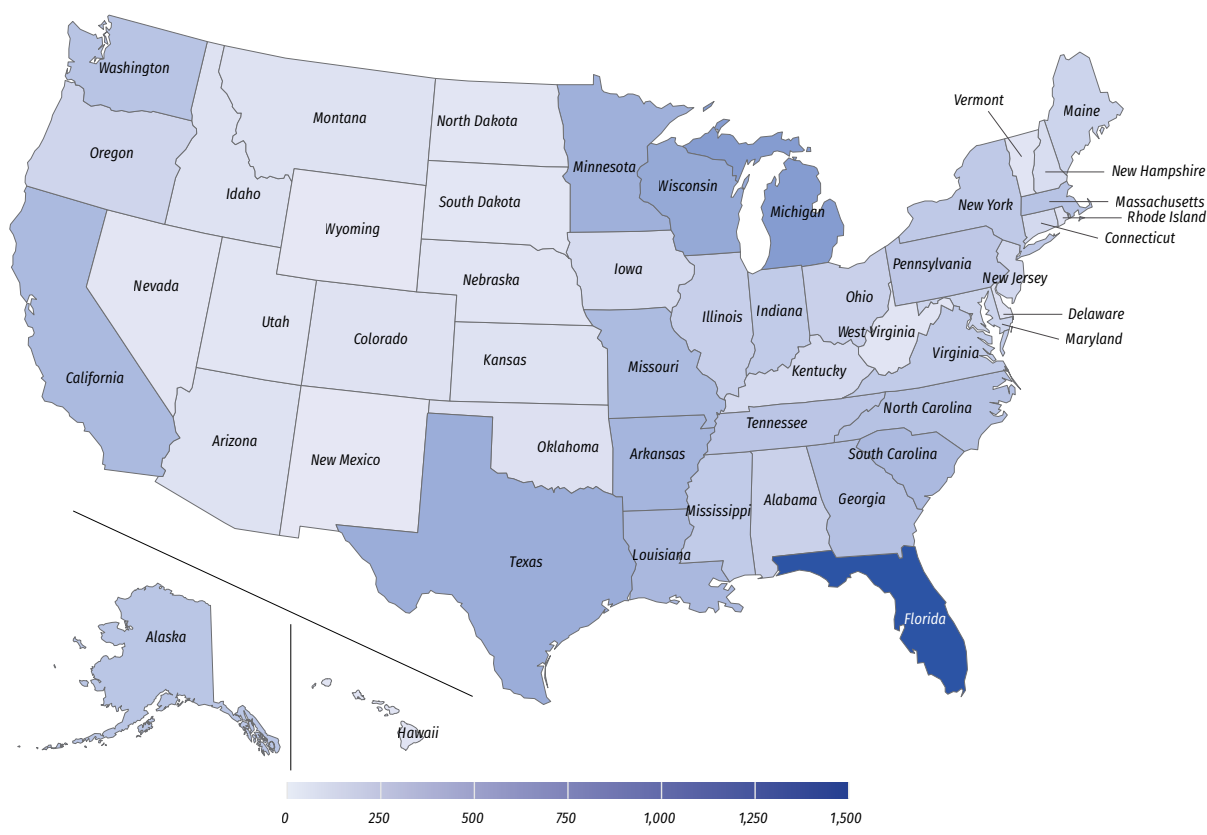 Washington
Oregon
California
Idaho
Nevada
Montana
Wyoming
Utah
Arizona
Colorado
New Mexico
North Dakota
South Dakota
Nebraska
Kansas
Oklahoma
Texas
Minnesota
Iowa
Missouri
Arkansas
Louisiana
Wisconsin
Illinois
Michigan
Indiana
Ohio
Kentucky
Tennessee
Mississippi
Alabama
Georgia
Florida
South Carolina
North Carolina
Virginia
West Virginia
Pennsylvania
New York
New Jersey
Vermont
Maine
New Hampshire
Massachusetts
Rhode Island
Connecticut
Delaware
Maryland
Alaska
Hawaii
0 250 500 750 1,000 1,250 1,500